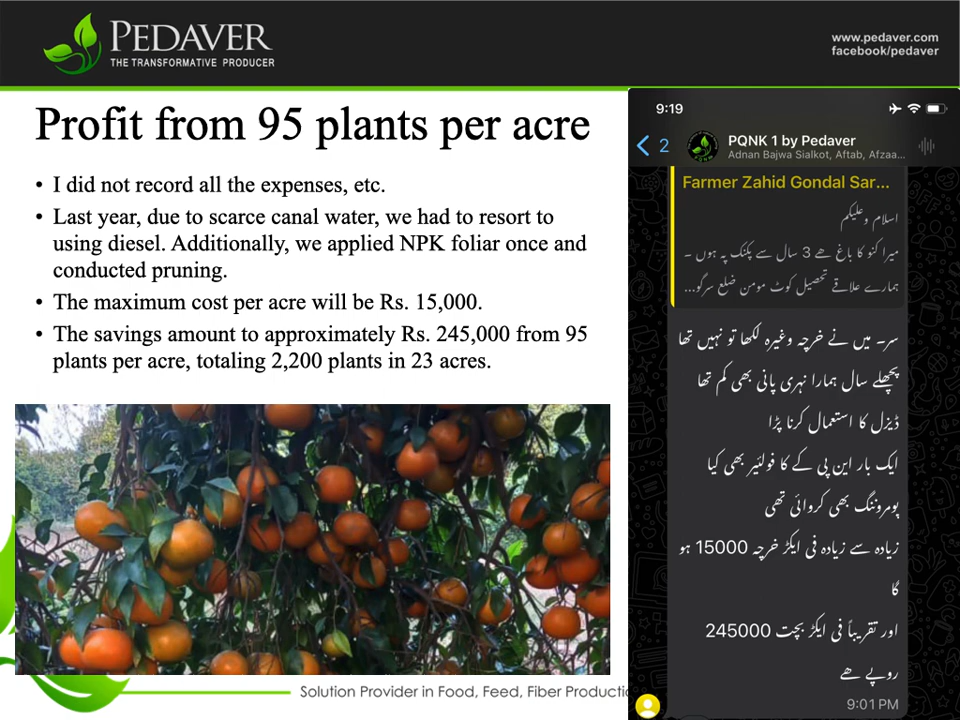 PEDAVER
THE TRANSFORMATIVE PRODUCER
www.pedaver.com
facebook/pedaver
Profit from 95 plants per acre
• I did not record all the expenses, etc.
• Last year, due to scarce canal water, we had to resort to
using diesel. Additionally, we applied NPK foliar once and
conducted pruning.
• The maximum cost per acre will be Rs. 15,000.
• The savings amount to approximately Rs. 245,000 from 95
plants per acre, totaling 2,200 plants in 23 acres.
Solution Provider in Food, Feed, Fiber Productio
9:19
2
PQNK 1 by Pedaver
Adnan Bajwa Sialkot, Aftab, Afzaa...
Farmer Zahid Gondal Sar...
اسلام وعلیکم
میرا کنو کا باغ ھے 3 سال سے پکنک پہ ہوں ۔
ہمارے علاقے تحصیل کوٹ مومن ضلع سرگو...
سر۔ میں نے خرچہ وغیرہ لکھا تو نہیں تھا
پچھلے سال ہمارا نہری پانی بھی کم تھا
ڈیزل کا استعمال کرنا پڑا
ایک بار این پی کے کا فولئیر بھی کیا
پومروننگ بھی کروائی تھی
زیادہ سے زیادہ فی ایکڑ خرچہ 15000 ہو
گا
اور تقریباً فی ایکڑ بچت 245000
روپے ھے
9:01 PM